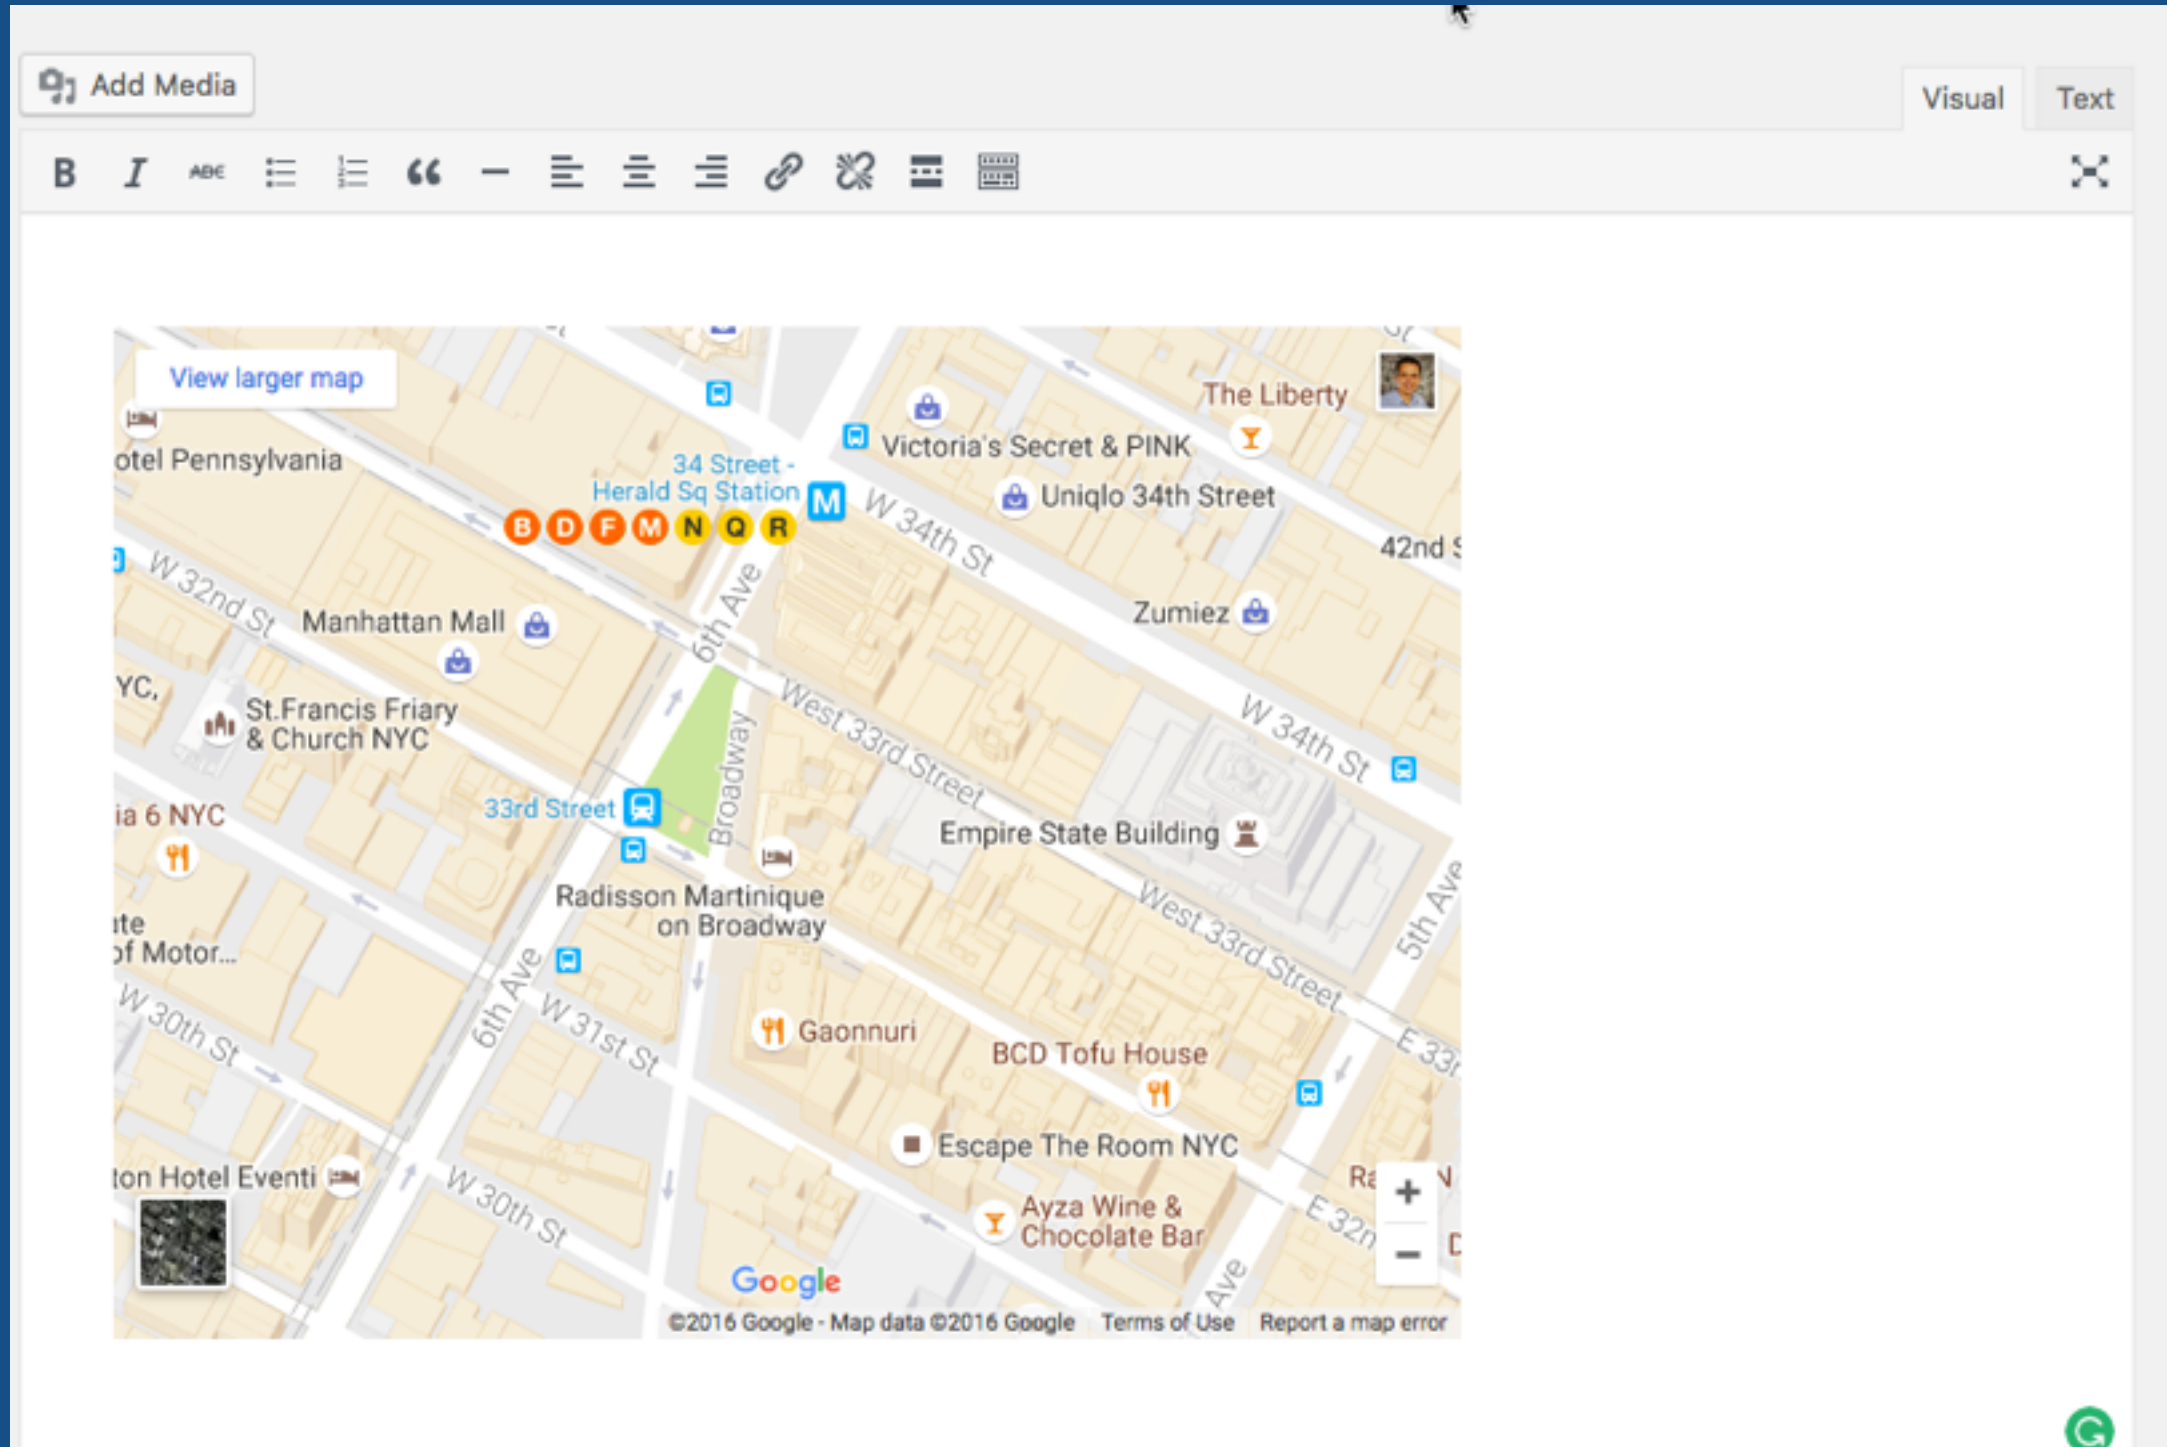 Add Media
Visual
Text
B
I
ABC
View larger map
The Liberty
Victoria's Secret & PINK
otel Pennsylvania
34 Street -
Herald Sq Station
M
Uniqlo 34th Street
B D F M N Q R
W 34th St
42nd S
W 32nd St
6th Ave
Manhattan Mall
Zumiez
YC,
St.Francis Friary
& Church NYC
West 33rd Street
W 34th St
Broadway
33rd Street
ia 6 NYC
Empire State Building
Radisson Martinique
on Broadway
West 33rd Street
5th Ave
of Motor...
6th Ave
W 30th St
W 31st St
Gaonnuri
BCD Tofu House
E 33r
Escape The Room NYC
ton Hotel Eventi
W 30th St
Ayza Wine &
Chocolate Bar
E 32n
+
−
Ave
Google
©2016 Google - Map data ©2016 Google
Terms of Use
Report a map error